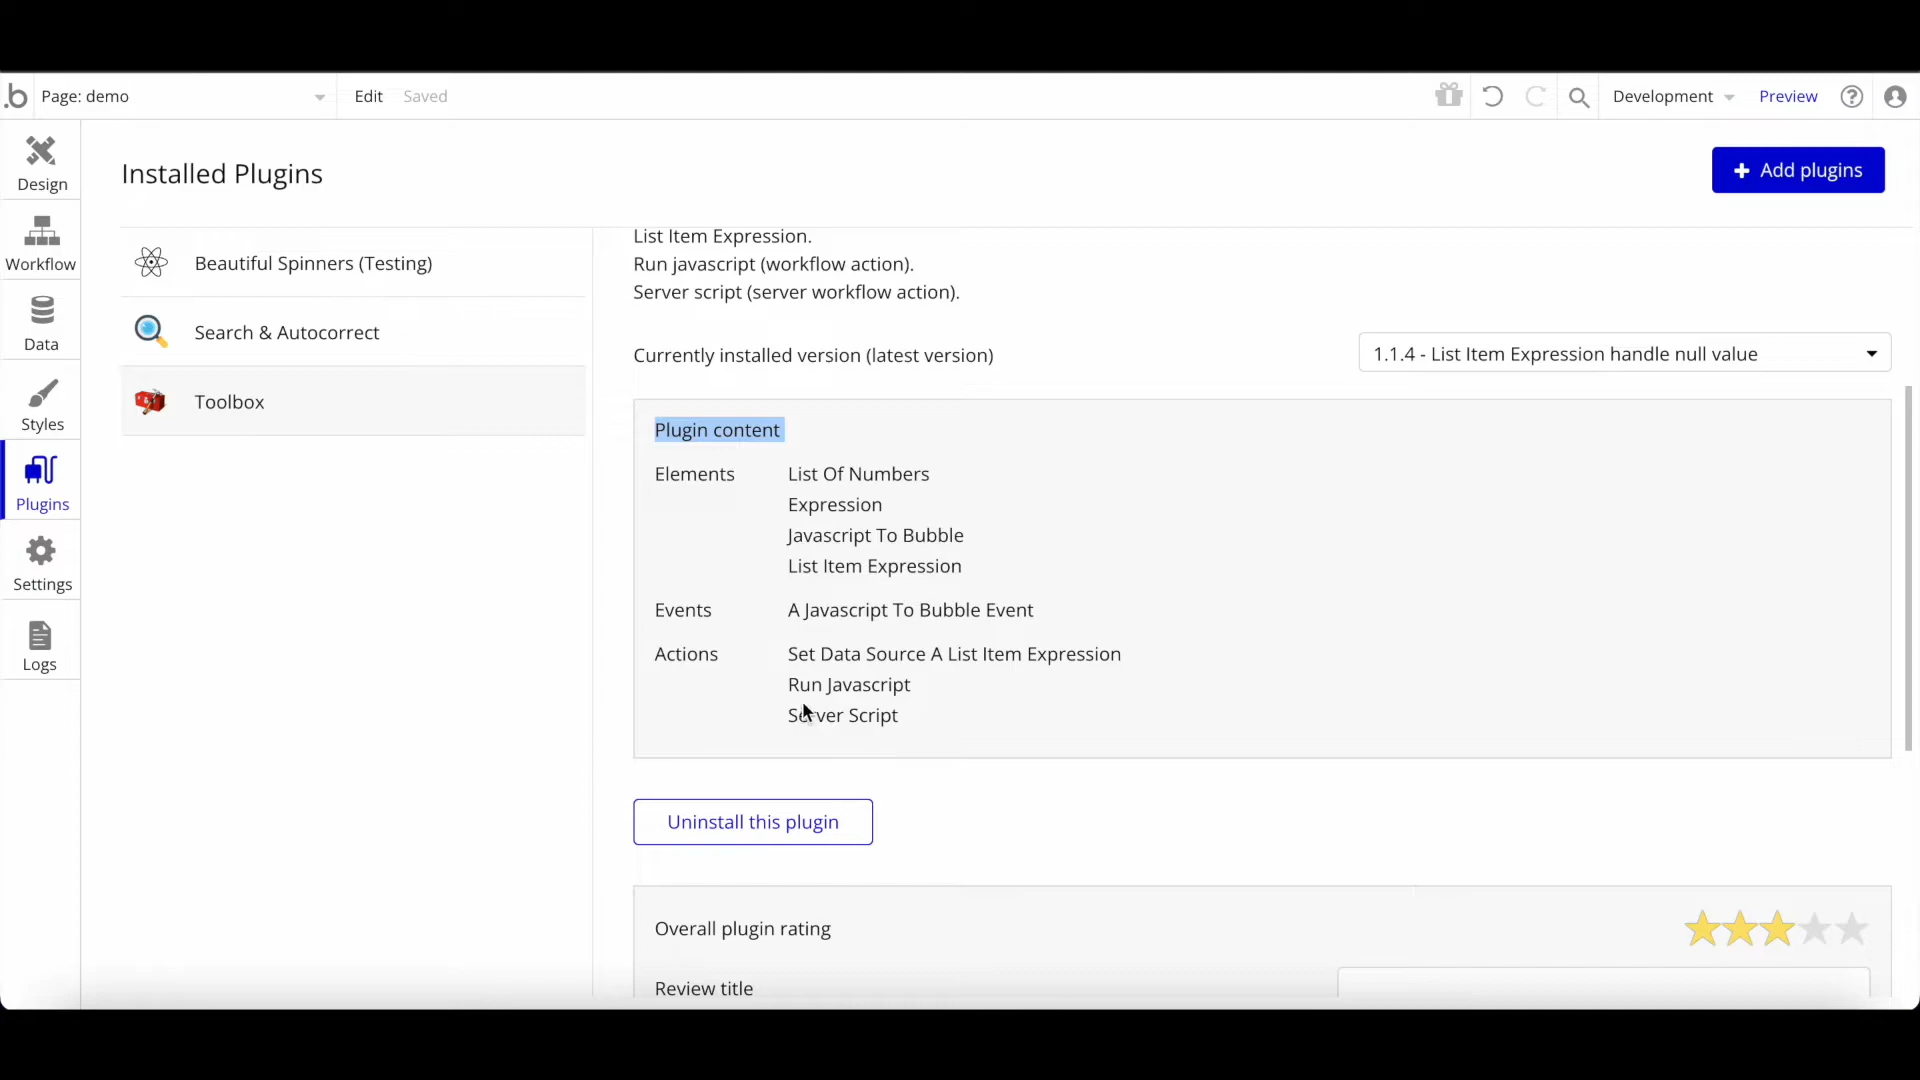 .b
Page: demo
Edit
Saved
Development
Preview
?
Design
Workflow
Data
Styles
Plugins
Settings
Logs
Installed Plugins
+ Add plugins
Beautiful Spinners (Testing)
Search & Autocorrect
Toolbox
List Item Expression.
Run javascript (workflow action).
Server script (server workflow action).
Currently installed version (latest version)
1.1.4 - List Item Expression handle null value
Plugin content
Elements
List Of Numbers
Expression
Javascript To Bubble
List Item Expression
Events
A Javascript To Bubble Event
Actions
Set Data Source A List Item Expression
Run Javascript
Server Script
Uninstall this plugin
Overall plugin rating
Review title